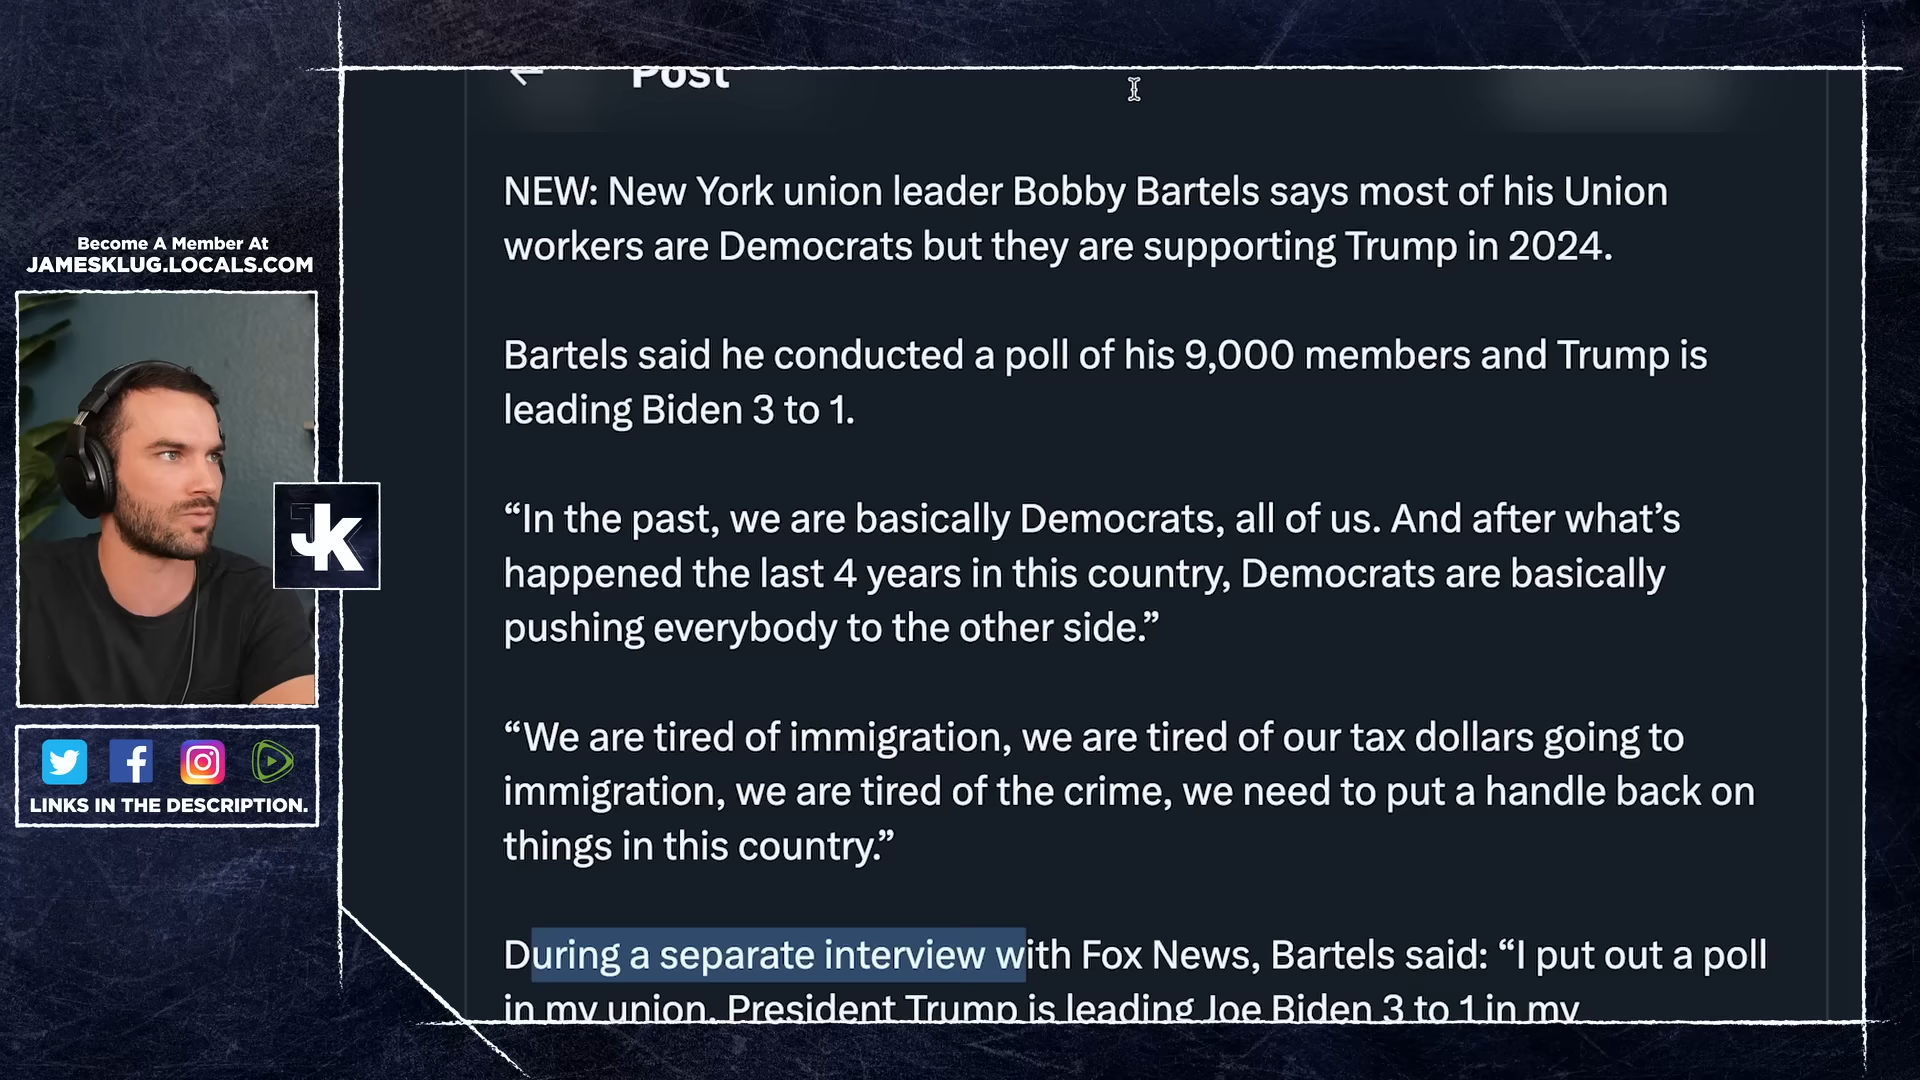 Post
NEW: New York union leader Bobby Bartels says most of his Union
workers are Democrats but they are supporting Trump in 2024.
Bartels said he conducted a poll of his 9,000 members and Trump is
leading Biden 3 to 1.
“In the past, we are basically Democrats, all of us. And after what’s
happened the last 4 years in this country, Democrats are basically
pushing everybody to the other side.”
“We are tired of immigration, we are tired of our tax dollars going to
immigration, we are tired of the crime, we need to put a handle back on
things in this country.”
During a separate interview with Fox News, Bartels said: “I put out a poll
in my union. President Trump is leading Joe Biden 3 to 1 in my
Become A Member At
JAMESKLUG.LOCALS.COM
JK
LINKS IN THE DESCRIPTION.